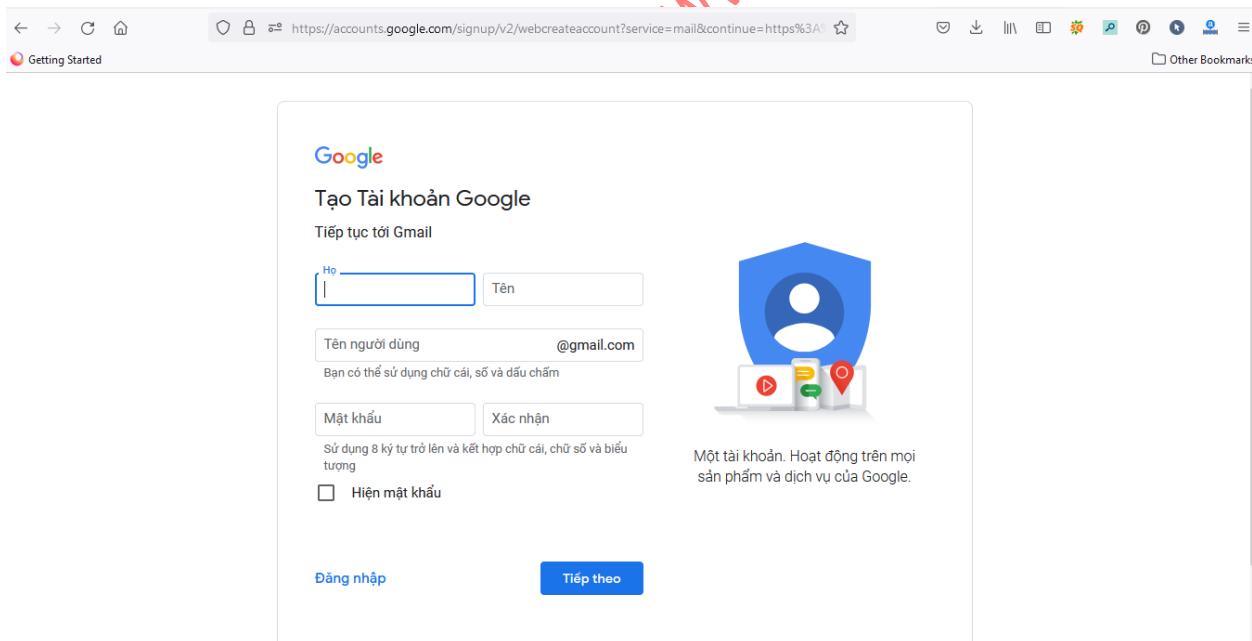 https://accounts.google.com/signup/v2/webcreateaccount?service=mail&continue=https%3A
Getting Started
Other Bookmarks
Google
Tạo Tài khoản Google
Tiếp tục tới Gmail
Họ
Tên
Tên người dùng
@gmail.com
Bạn có thể sử dụng chữ cái, số và dấu chấm
Mật khẩu
Xác nhận
Sử dụng 8 ký tự trở lên và kết hợp chữ cái, chữ số và biểu
tượng
Hiện mật khẩu
Một tài khoản. Hoạt động trên mọi
sản phẩm và dịch vụ của Google.
Đăng nhập
Tiếp theo